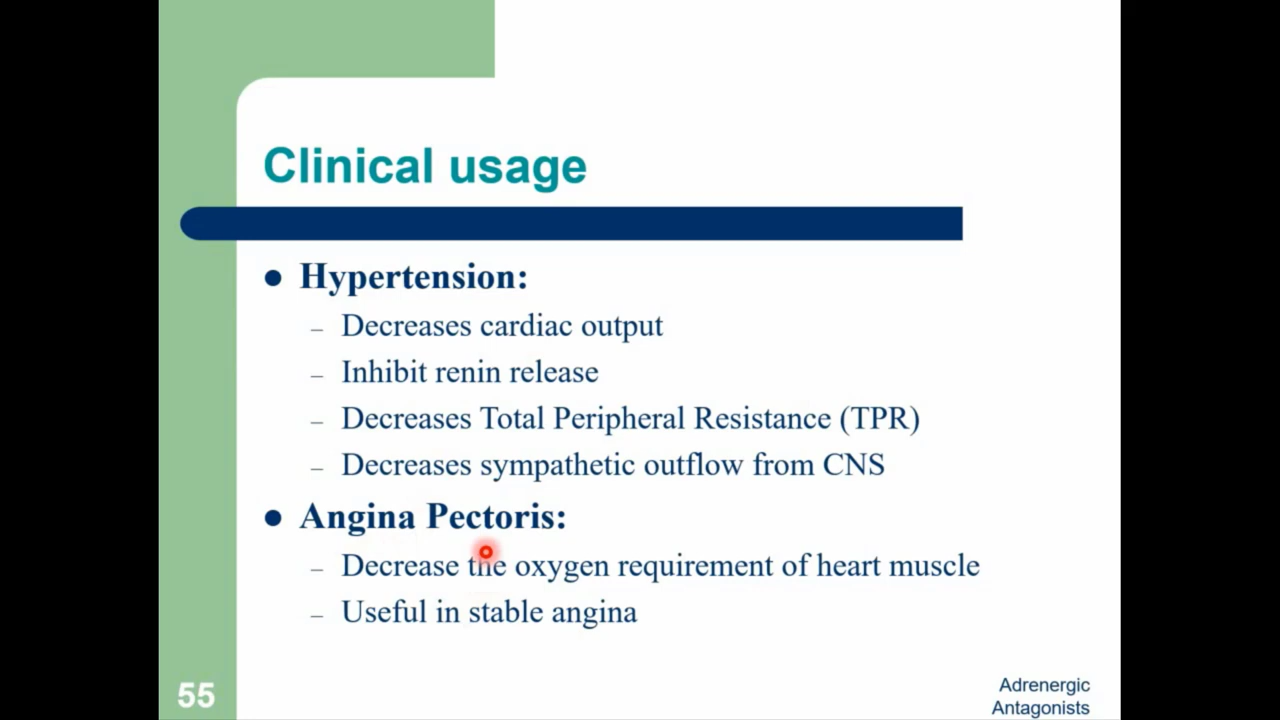 Clinical usage
● Hypertension:
– Decreases cardiac output
– Inhibit renin release
– Decreases Total Peripheral Resistance (TPR)
– Decreases sympathetic outflow from CNS
● Angina Pectoris:
– Decrease the oxygen requirement of heart muscle
– Useful in stable angina
55
Adrenergic
Antagonists